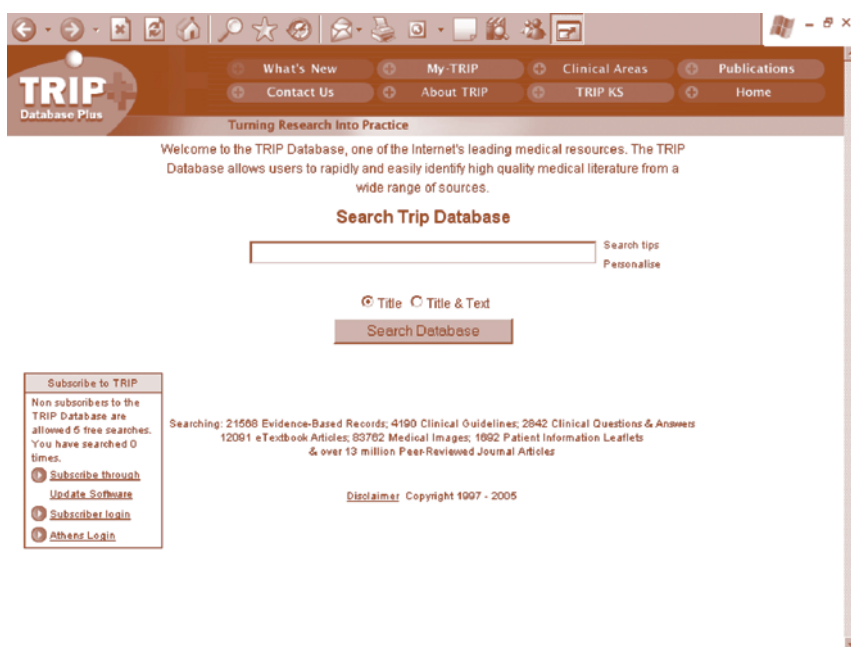 What's New
My-TRIP
Clinical Areas
Publications
TRIP
Database Plus
Contact Us
About TRIP
TRIP KS
Home
Turning Research Into Practice
Welcome to the TRIP Database, one of the Internet's leading medical resources. The TRIP
Database allows users to rapidly and easily identify high quality medical literature from a
wide range of sources.
Search Trip Database
Search tips
Personalise
Title Title & Text
Search Database
Subscribe to TRIP
Non subscribers to the
TRIP Database are
allowed 5 free searches.
You have searched 0
times.
Subscribe through
Update Software
Subscriber login
Athens Login
Searching: 21568 Evidence-Based Records; 4190 Clinical Guidelines; 2842 Clinical Questions & Answers
12091 eTextbook Articles; 83762 Medical Images; 1692 Patient Information Leaflets
& over 13 million Peer-Reviewed Journal Articles
Disclaimer Copyright 1997 - 2005